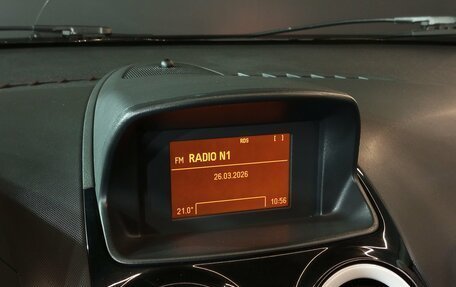 RDS [ ]
FM RADIO N1
26.03.2026
21.0° 10:56